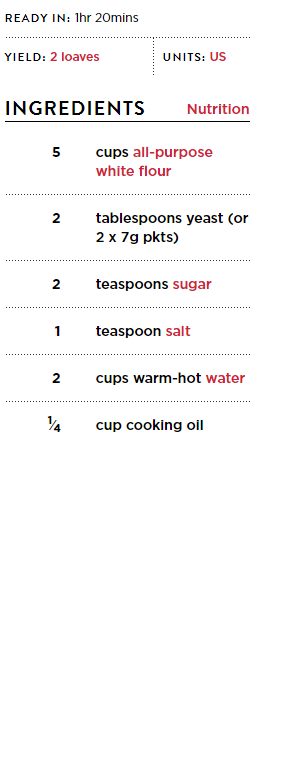 READY IN: 1hr 20mins
YIELD: 2 loaves UNITS: US
INGREDIENTS Nutrition
5 cups all-purpose
white flour
2 tablespoons yeast (or
2 x 7g pkts)
2 teaspoons sugar
1 teaspoon salt
2 cups warm-hot water
1⁄4 cup cooking oil